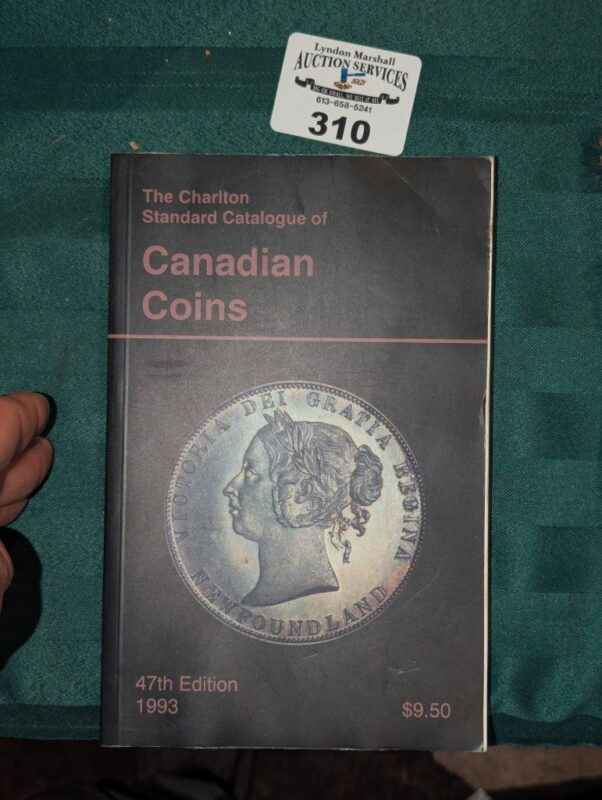 Lyndon Marshall
AUCTION SERVICES
613-658-5241
310
The Charlton
Standard Catalogue of
Canadian
Coins
VICTORIA DEI GRATIA REGINA
NEWFOUNDLAND
47th Edition
1993
$9.50